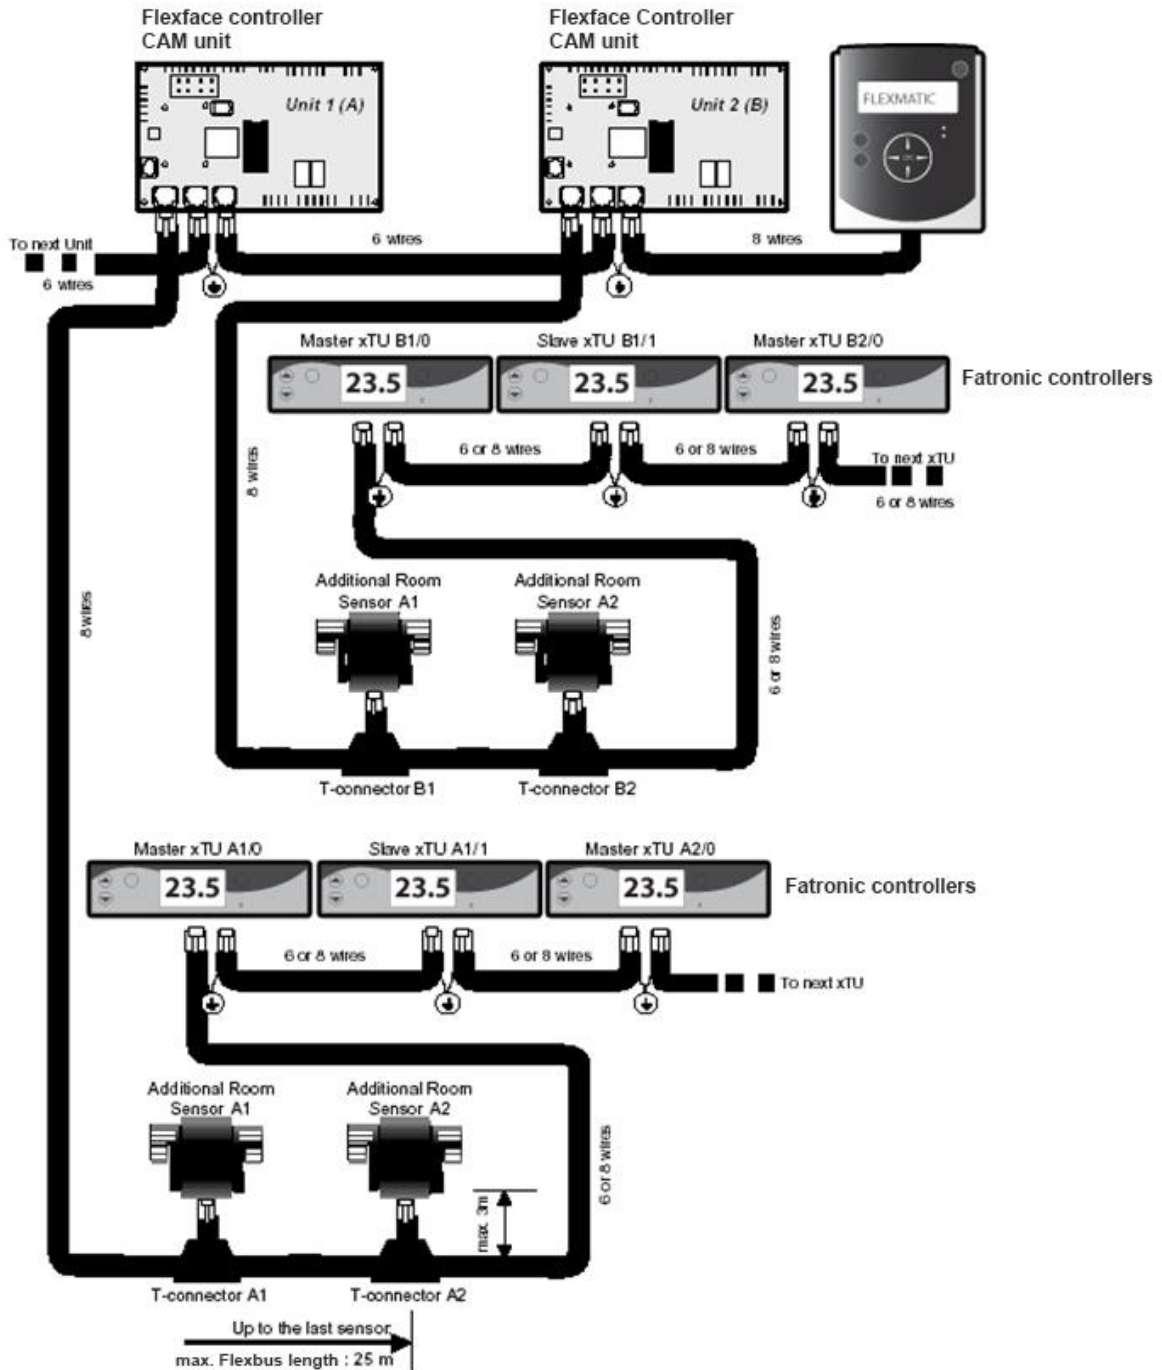 Flexface controller
CAM unit
Flexface Controller
CAM unit
Unit 1 (A)
Unit 2 (B)
FLEXMATIC
OK
To next Unit
6 wires
6 wires
8 wires
Master xTU B1/0
Slave xTU B1/1
Master xTU B2/0
23.5
23.5
23.5
Fatronic controllers
6 or 8 wires
6 or 8 wires
To next xTU
6 or 8 wires
8 wires
8 wires
Additional Room
Sensor A1
Additional Room
Sensor A2
6 or 8 wires
T-connector B1
T-connector B2
Master xTU A1/0
Slave xTU A1/1
Master xTU A2/0
23.5
23.5
23.5
Fatronic controllers
6 or 8 wires
6 or 8 wires
To next xTU
Additional Room
Sensor A1
Additional Room
Sensor A2
6 or 8 wires
max. 3m
T-connector A1
T-connector A2
Up to the last sensor,
max. Flexbus length : 25 m